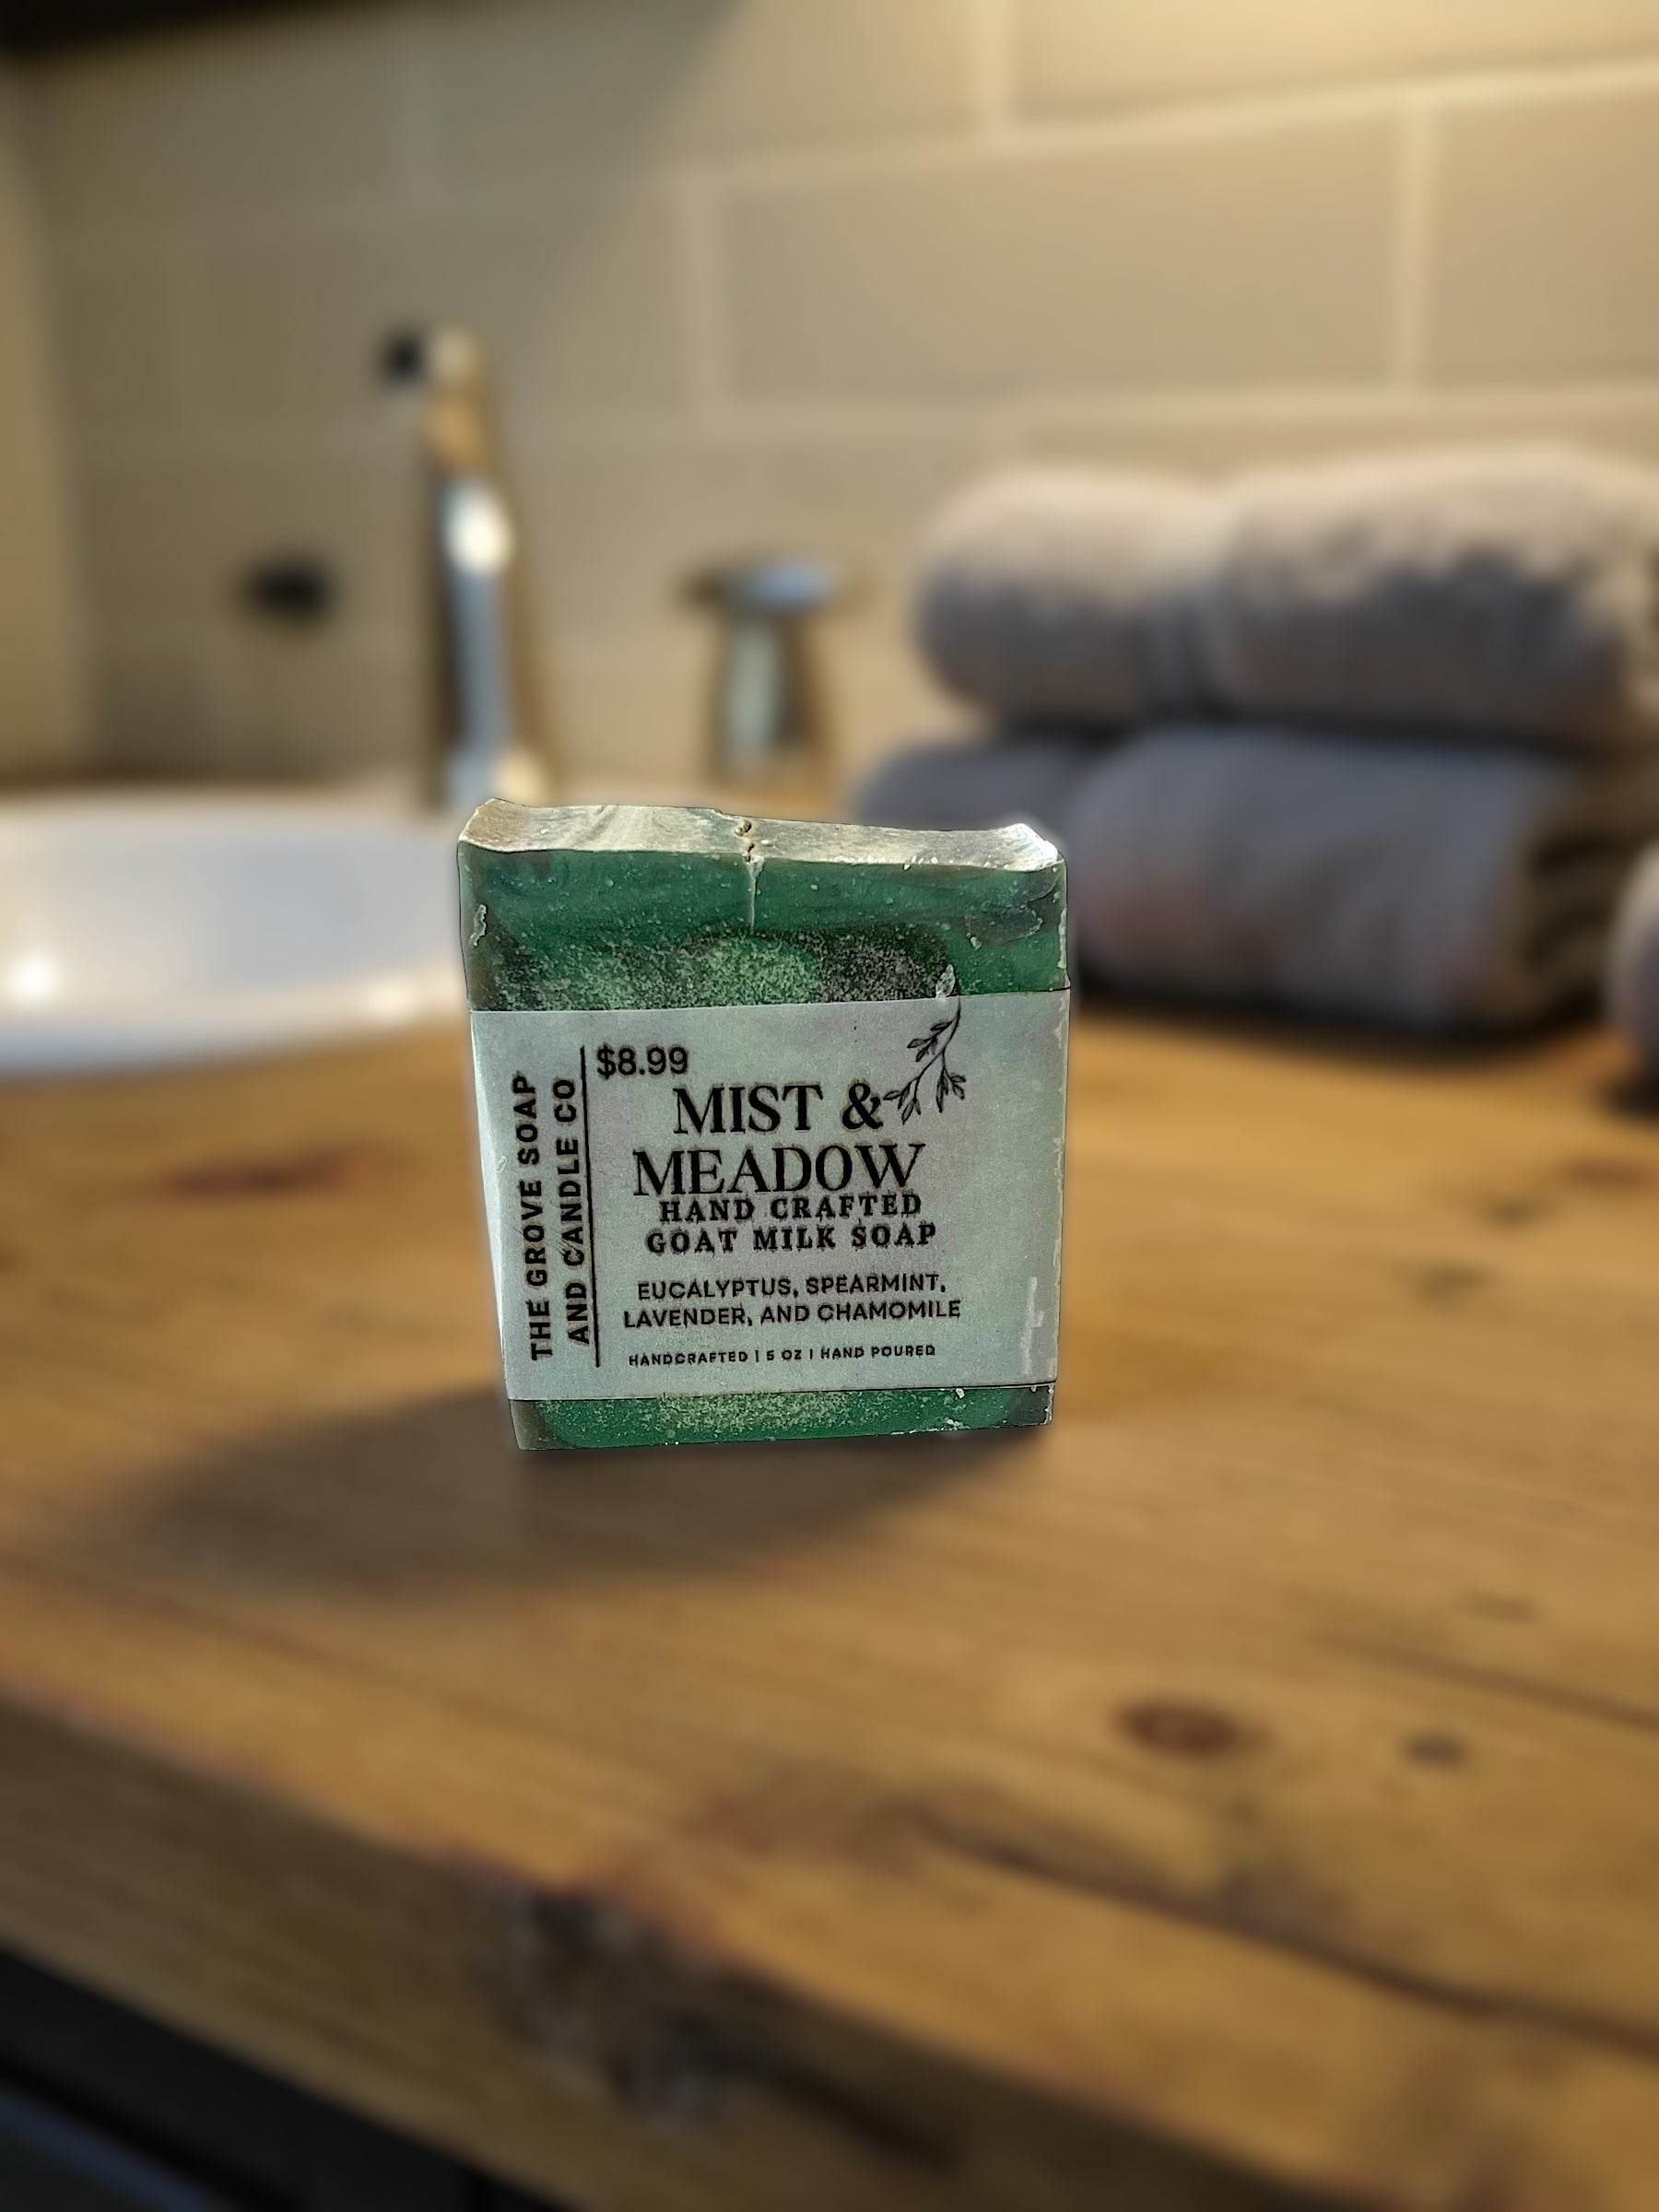 THE GROVE SOAP
AND CANDLE CO
$8.99
MIST &
MEADOW
HAND CRAFTED
GOAT MILK SOAP
EUCALYPTUS, SPEARMINT,
LAVENDER, AND CHAMOMILE
HANDCRAFTED | 5 OZ | HAND POURED